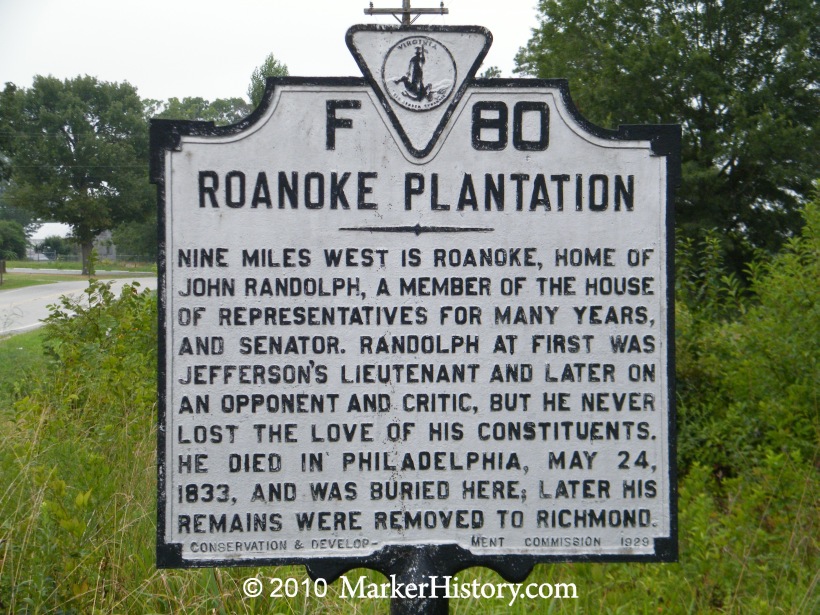 VIRGINIA
F 80
ROANOKE PLANTATION
NINE MILES WEST IS ROANOKE, HOME OF
JOHN RANDOLPH, A MEMBER OF THE HOUSE
OF REPRESENTATIVES FOR MANY YEARS,
AND SENATOR. RANDOLPH AT FIRST WAS
JEFFERSON'S LIEUTENANT AND LATER ON
AN OPPONENT AND CRITIC, BUT HE NEVER
LOST THE LOVE OF HIS CONSTITUENTS.
HE DIED IN PHILADELPHIA, MAY 24,
1833, AND WAS BURIED HERE; LATER HIS
REMAINS WERE REMOVED TO RICHMOND.
CONSERVATION & DEVELOP- MENT COMMISSION 1929
© 2010 MarkerHistory.com